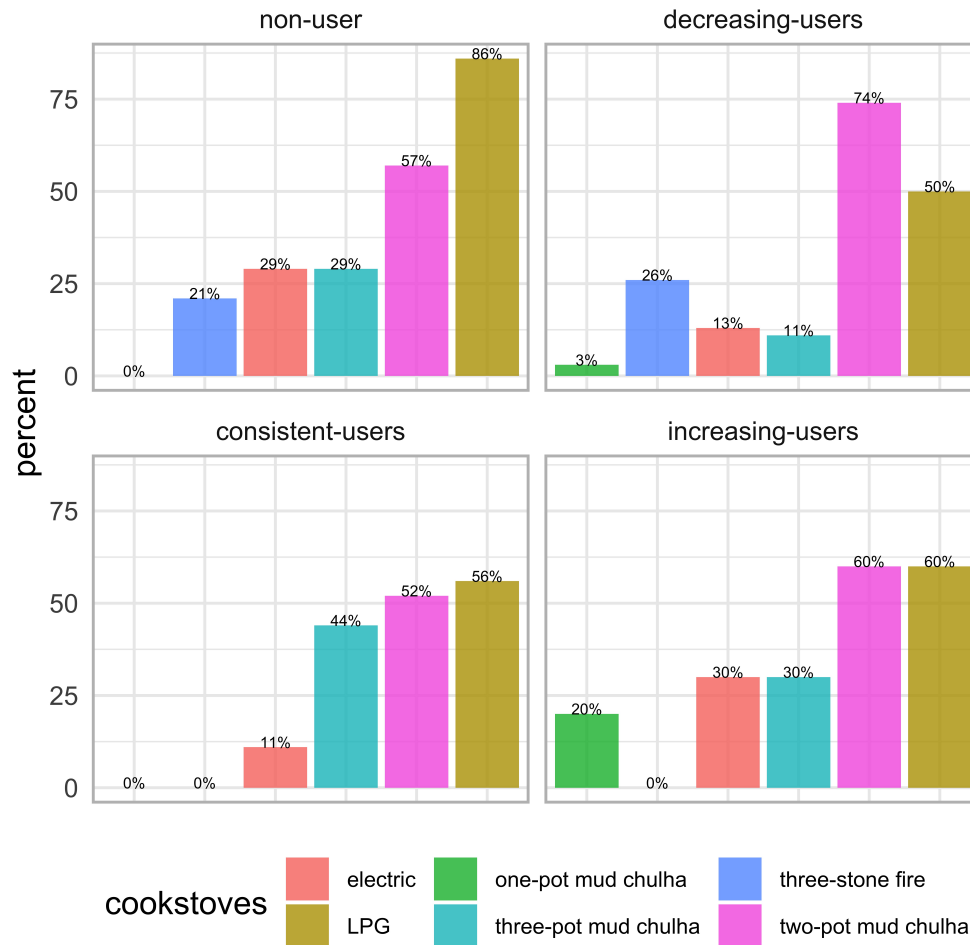 non-user decreasing-users
86%
75 74%
57%
50 50%
29% 29%
25 26%
21%
13% 11%
0 0% 3%
percent
consistent-users increasing-users
75
60% 60%
50 52% 56%
44%
30% 30%
25 20%
11%
0 0% 0% 0%
cookstoves
electric one-pot mud chulha three-stone fire
LPG three-pot mud chulha two-pot mud chulha